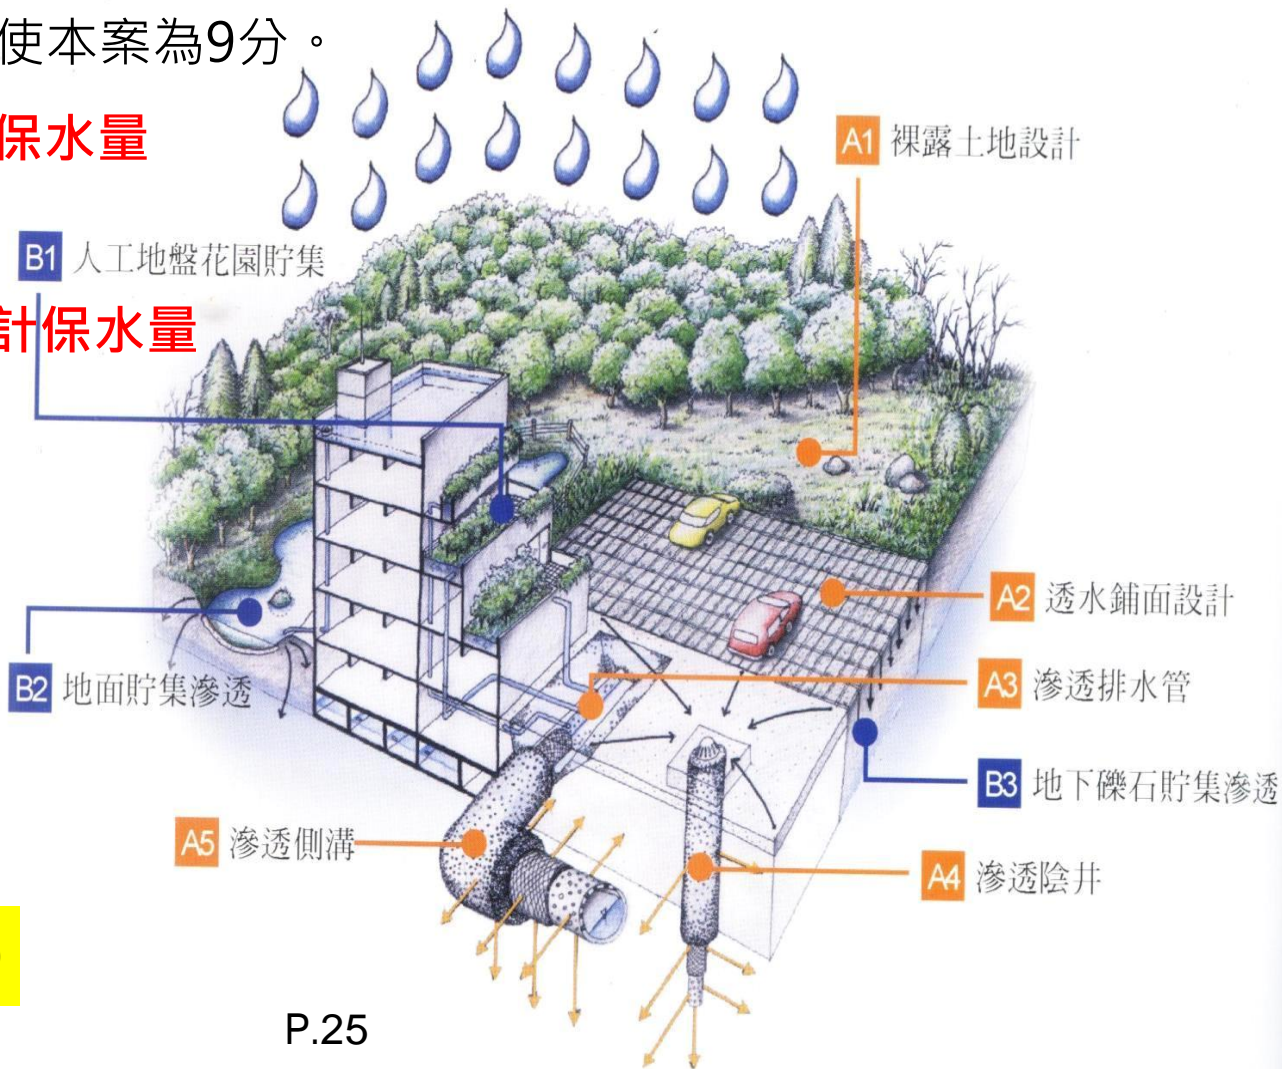 使本案為9分。
保水量
A1 裸露土地設計
B1 人工地盤花園貯集
計保水量
A2 透水鋪面設計
B2 地面貯集滲透
A3 滲透排水管
B3 地下礫石貯集滲透
A5 滲透側溝
A4 滲透陰井
P.25